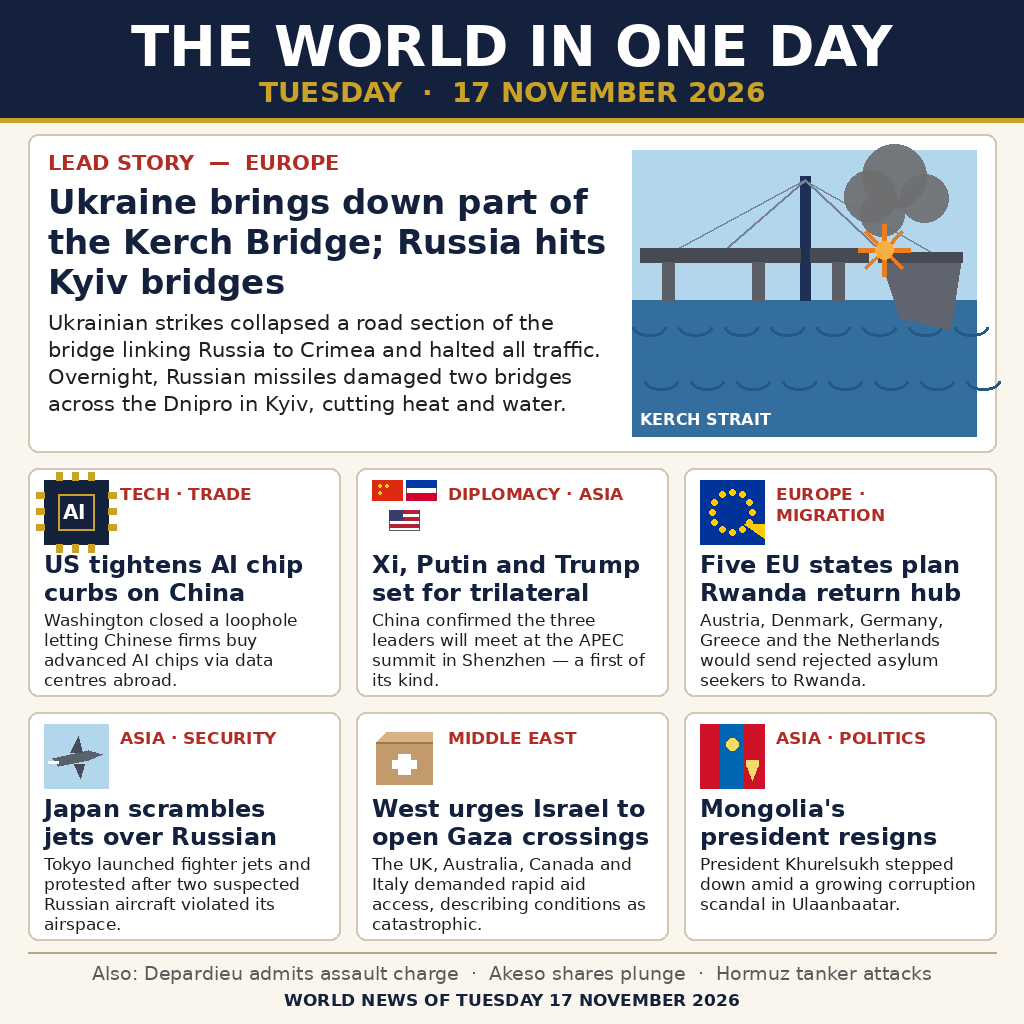 THE WORLD IN ONE DAY
TUESDAY · 17 NOVEMBER 2026
LEAD STORY — EUROPE
Ukraine brings down part of
the Kerch Bridge; Russia hits
Kyiv bridges
Ukrainian strikes collapsed a road section of the
bridge linking Russia to Crimea and halted all traffic.
Overnight, Russian missiles damaged two bridges
across the Dnipro in Kyiv, cutting heat and water.
KERCH STRAIT
AI
TECH · TRADE
US tightens AI chip
curbs on China
Washington closed a loophole
letting Chinese firms buy
advanced AI chips via data
centres abroad.
DIPLOMACY · ASIA
Xi, Putin and Trump
set for trilateral
China confirmed the three
leaders will meet at the APEC
summit in Shenzhen — a first of
its kind.
EUROPE ·
MIGRATION
Five EU states plan
Rwanda return hub
Austria, Denmark, Germany,
Greece and the Netherlands
would send rejected asylum
seekers to Rwanda.
ASIA · SECURITY
Japan scrambles
jets over Russian
Tokyo launched fighter jets and
protested after two suspected
Russian aircraft violated its
airspace.
MIDDLE EAST
West urges Israel to
open Gaza crossings
The UK, Australia, Canada and
Italy demanded rapid aid
access, describing conditions as
catastrophic.
ASIA · POLITICS
Mongolia's
president resigns
President Khurelsukh stepped
down amid a growing corruption
scandal in Ulaanbaatar.
Also: Depardieu admits assault charge · Akeso shares plunge · Hormuz tanker attacks
WORLD NEWS OF TUESDAY 17 NOVEMBER 2026